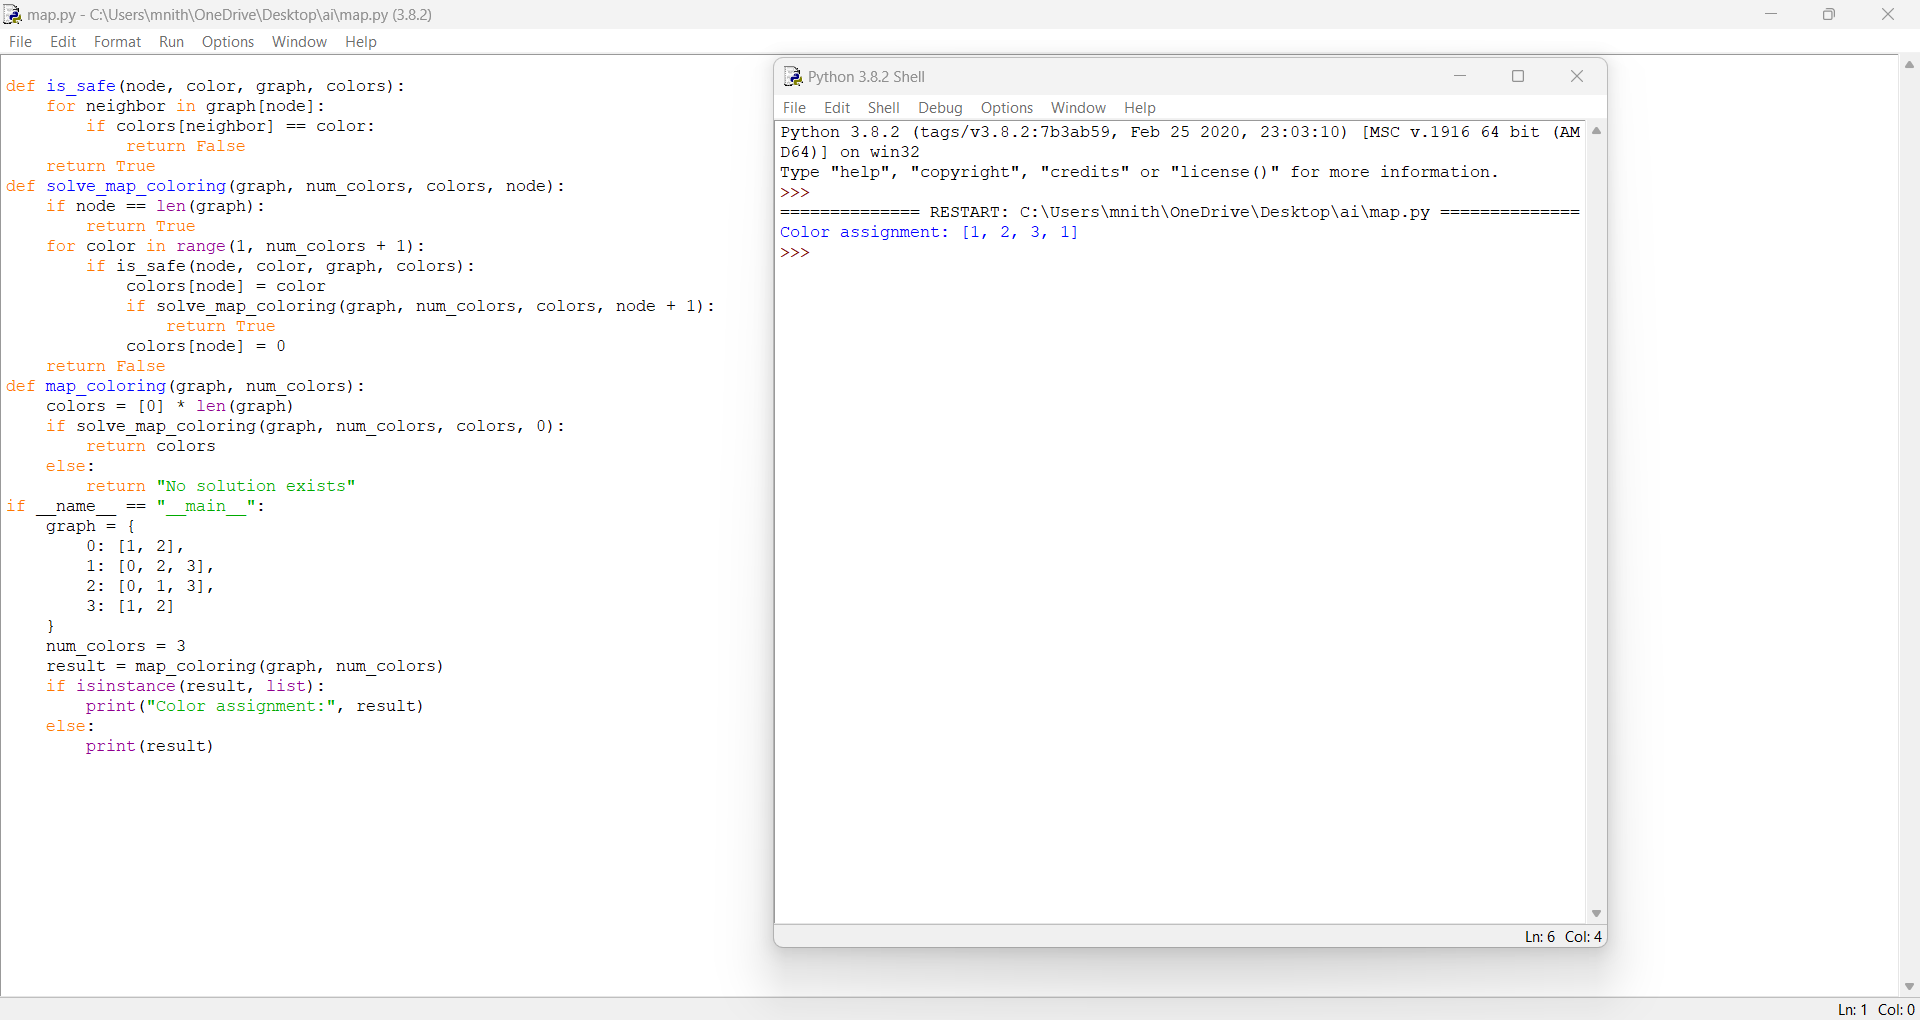 map.py - C:\Users\mnith\OneDrive\Desktop\ai\map.py (3.8.2)
File Edit Format Run Options Window Help
def is_safe(node, color, graph, colors):
    for neighbor in graph[node]:
        if colors[neighbor] == color:
            return False
    return True
def solve_map_coloring(graph, num_colors, colors, node):
    if node == len(graph):
        return True
    for color in range(1, num_colors + 1):
        if is_safe(node, color, graph, colors):
            colors[node] = color
            if solve_map_coloring(graph, num_colors, colors, node + 1):
                return True
            colors[node] = 0
    return False
def map_coloring(graph, num_colors):
    colors = [0] * len(graph)
    if solve_map_coloring(graph, num_colors, colors, 0):
        return colors
    else:
        return "No solution exists"
if __name__ == "__main__":
    graph = {
        0: [1, 2],
        1: [0, 2, 3],
        2: [0, 1, 3],
        3: [1, 2]
    }
    num_colors = 3
    result = map_coloring(graph, num_colors)
    if isinstance(result, list):
        print("Color assignment:", result)
    else:
        print(result)
Python 3.8.2 Shell
File Edit Shell Debug Options Window Help
Python 3.8.2 (tags/v3.8.2:7b3ab59, Feb 25 2020, 23:03:10) [MSC v.1916 64 bit (AM
D64)] on win32
Type "help", "copyright", "credits" or "license()" for more information.
>>>
============== RESTART: C:\Users\mnith\OneDrive\Desktop\ai\map.py ==============
Color assignment: [1, 2, 3, 1]
>>>
Ln: 6 Col: 4
Ln: 1 Col: 0